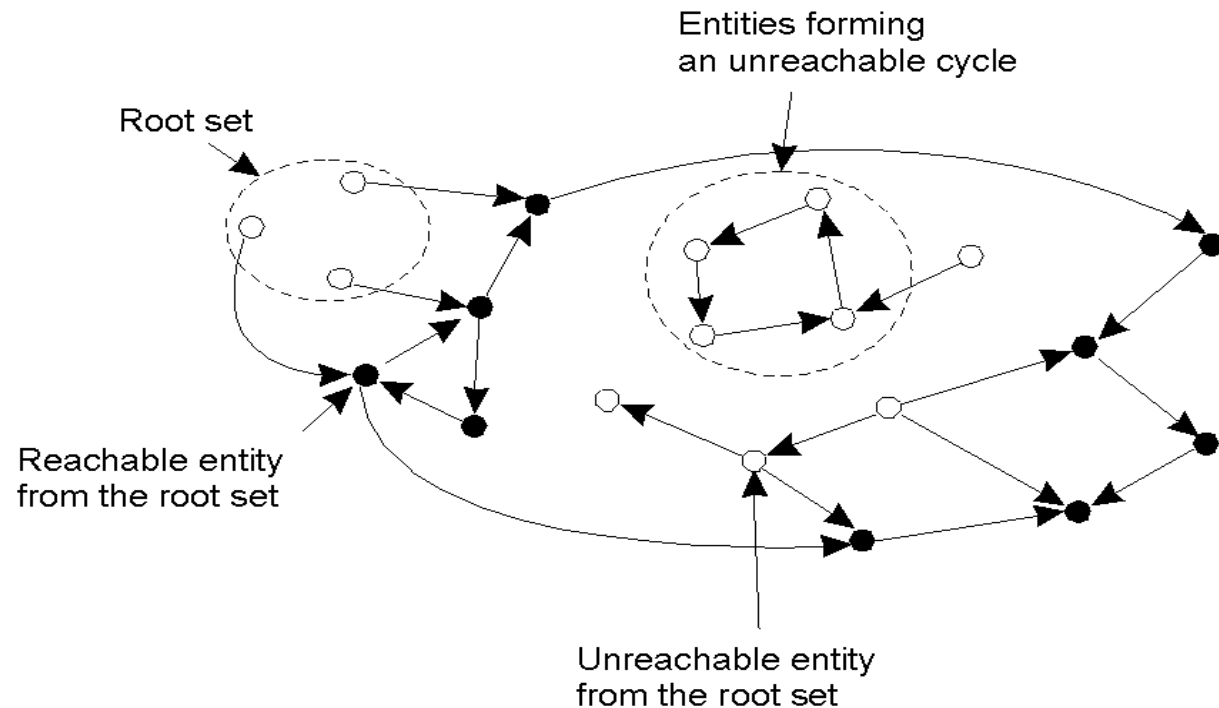 Entities forming
an unreachable cycle
Root set
Reachable entity
from the root set
Unreachable entity
from the root set